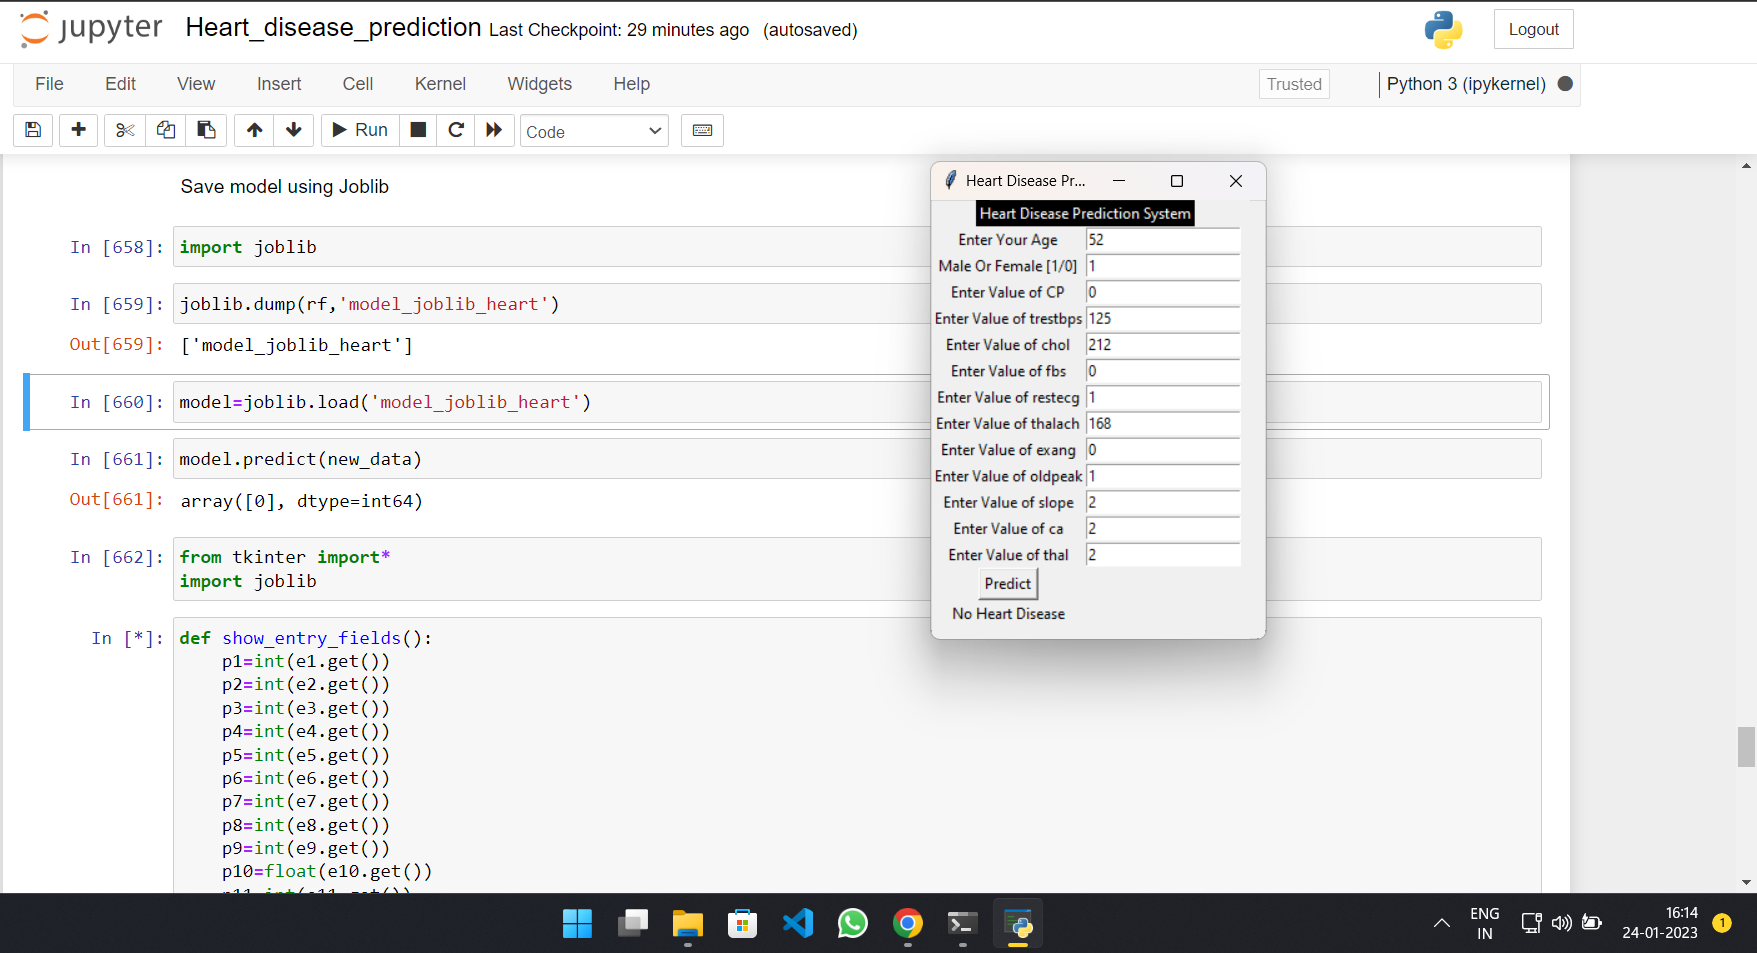 jupyter Heart_disease_prediction Last Checkpoint: 29 minutes ago (autosaved)
Logout
File Edit View Insert Cell Kernel Widgets Help
Trusted
Python 3 (ipykernel)
Run
Code
Save model using Joblib
In [658]: import joblib
In [659]: joblib.dump(rf,'model_joblib_heart')
Out[659]: ['model_joblib_heart']
In [660]: model=joblib.load('model_joblib_heart')
In [661]: model.predict(new_data)
Out[661]: array([0], dtype=int64)
In [662]: from tkinter import*
import joblib
In [*]: def show_entry_fields():
p1=int(e1.get())
p2=int(e2.get())
p3=int(e3.get())
p4=int(e4.get())
p5=int(e5.get())
p6=int(e6.get())
p7=int(e7.get())
p8=int(e8.get())
p9=int(e9.get())
p10=float(e10.get())
p11=int(e11.get())
Heart Disease Pr...
Heart Disease Prediction System
Enter Your Age 52
Male Or Female [1/0] 1
Enter Value of CP 0
Enter Value of trestbps 125
Enter Value of chol 212
Enter Value of fbs 0
Enter Value of restecg 1
Enter Value of thalach 168
Enter Value of exang 0
Enter Value of oldpeak 1
Enter Value of slope 2
Enter Value of ca 2
Enter Value of thal 2
Predict
No Heart Disease
ENG
IN
16:14
24-01-2023
1